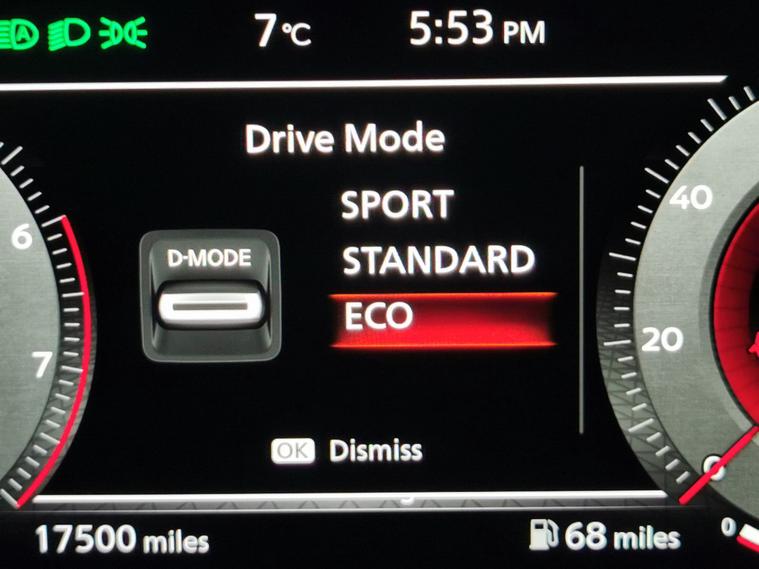 7°C
5:53 PM
Drive Mode
SPORT
STANDARD
ECO
D-MODE
OK Dismiss
6
7
40
20
0
17500 miles
68 miles
0